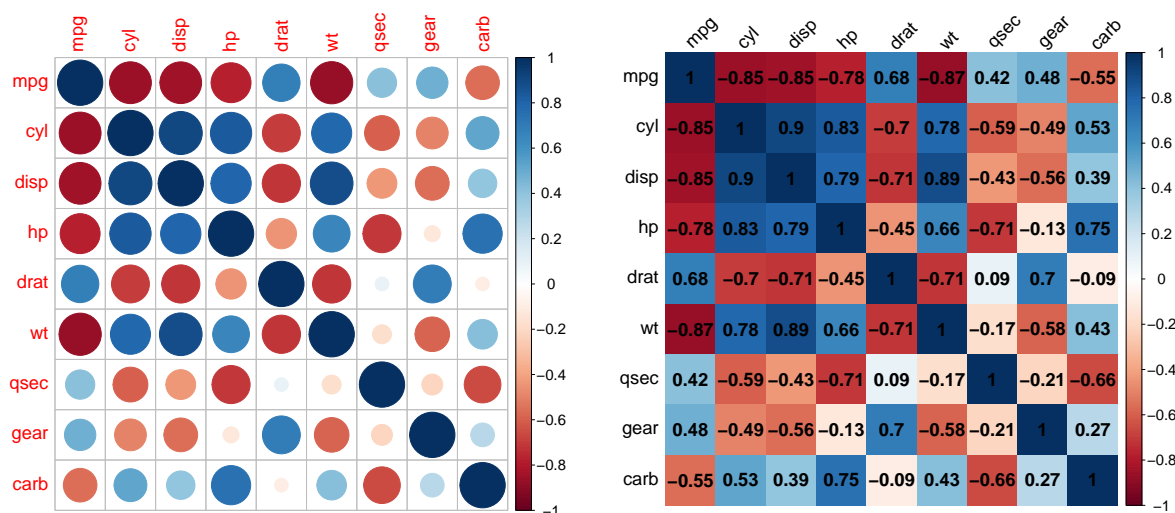 mpg cyl disp hp drat wt qsec gear carb
mpg
cyl
disp
hp
drat
wt
qsec
gear
carb
1
0.8
0.6
0.4
0.2
0
−0.2
−0.4
−0.6
−0.8
−1
mpg cyl disp hp drat wt qsec gear carb
mpg 1 −0.85 −0.85 −0.78 0.68 −0.87 0.42 0.48 −0.55
cyl −0.85 1 0.9 0.83 −0.7 0.78 −0.59 −0.49 0.53
disp −0.85 0.9 1 0.79 −0.71 0.89 −0.43 −0.56 0.39
hp −0.78 0.83 0.79 1 −0.45 0.66 −0.71 −0.13 0.75
drat 0.68 −0.7 −0.71 −0.45 1 −0.71 0.09 0.7 −0.09
wt −0.87 0.78 0.89 0.66 −0.71 1 −0.17 −0.58 0.43
qsec 0.42 −0.59 −0.43 −0.71 0.09 −0.17 1 −0.21 −0.66
gear 0.48 −0.49 −0.56 −0.13 0.7 −0.58 −0.21 1 0.27
carb −0.55 0.53 0.39 0.75 −0.09 0.43 −0.66 0.27 1
1
0.8
0.6
0.4
0.2
0
−0.2
−0.4
−0.6
−0.8
−1